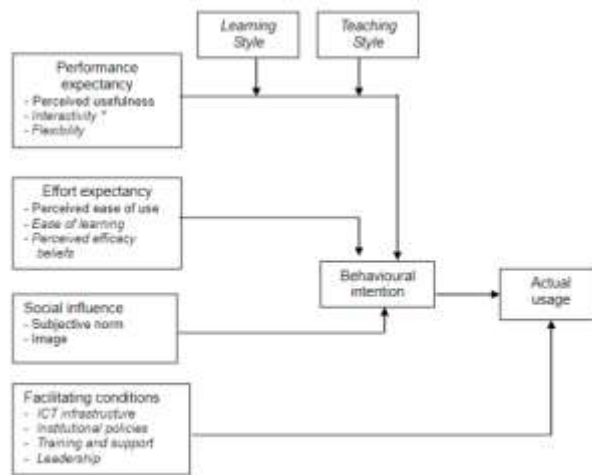 Learning
Style
Teaching
Style
Performance
expectancy
- Perceived usefulness
- Interactivity *
- Flexibility
Effort expectancy
- Perceived ease of use
- Ease of learning
- Perceived efficacy
beliefs
Behavioural
intention
Actual
usage
Social influence
- Subjective norm
- Image
Facilitating conditions
- ICT infrastructure
- Institutional policies
- Training and support
- Leadership